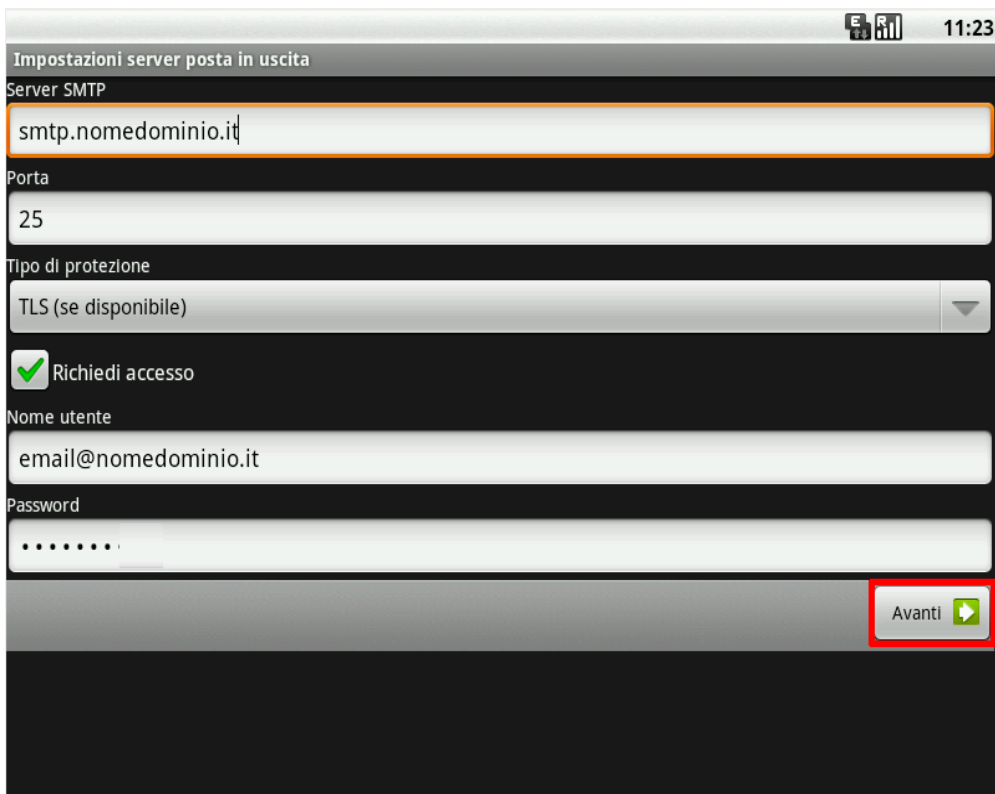 11:23
Impostazioni server posta in uscita
Server SMTP
smtp.nomedominio.it
Porta
25
Tipo di protezione
TLS (se disponibile)
Richiedi accesso
Nome utente
email@nomedominio.it
Password
Avanti